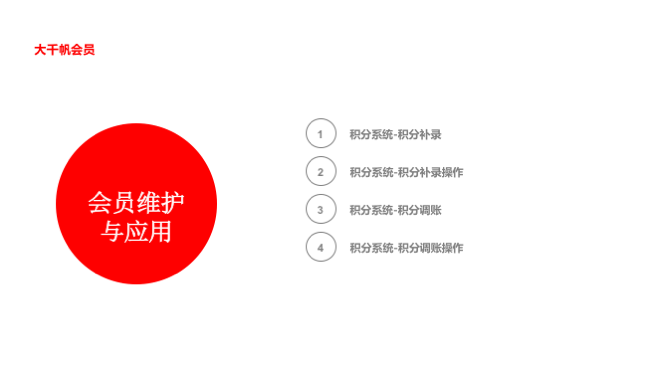 大千帆会员
会员维护
与应用
1 积分系统-积分补录
2 积分系统-积分补录操作
3 积分系统-积分调账
4 积分系统-积分调账操作